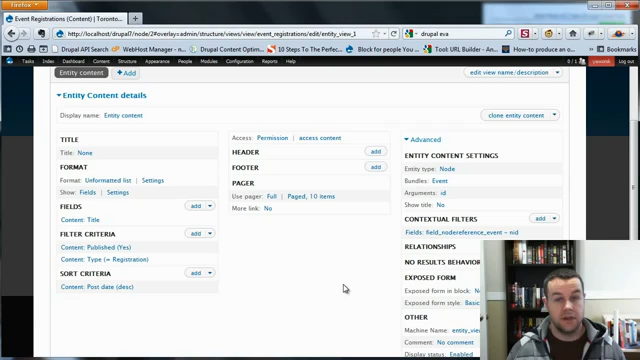 Firefox
Event Registrations (Content) | Toronto...
http://localhost/drupal7/node/2#overlay=admin/structure/views/view/event_registrations/edit/entity_view_1
drupal eva
Drupal API Search
WebHost Manager
Drupal Content Optim...
10 Steps To The Perfec...
Block for people you
Tool: URL Builder - An...
How-to produce an o
Tasks Index Dashboard Content Structure Appearance People Modules Configuration Reports Help
0 / 1
Log out
Entity content
Add
edit view name/description
Entity Content details
Display name: Entity content
clone entity content
TITLE
Title: None
FORMAT
Format: Unformatted list | Settings
Show: Fields | Settings
FIELDS add
Content: Title
FILTER CRITERIA add
Content: Published (Yes)
Content: Type (= Registration)
SORT CRITERIA add
Content: Post date (desc)
Access: Permission | access content
HEADER add
FOOTER add
PAGER
Use pager: Full | Paged, 10 items
More link: No
Advanced
ENTITY CONTENT SETTINGS
Entity type: Node
Bundles: Event
Arguments: id
Show title: No
CONTEXTUAL FILTERS add
Fields: field_nodereference_event - nid
RELATIONSHIPS
NO RESULTS BEHAVIOR
EXPOSED FORM
Exposed form in block: N
Exposed form style: Basic
OTHER
Machine Name: entity_view
Comment: No comment
Display status: Enabled